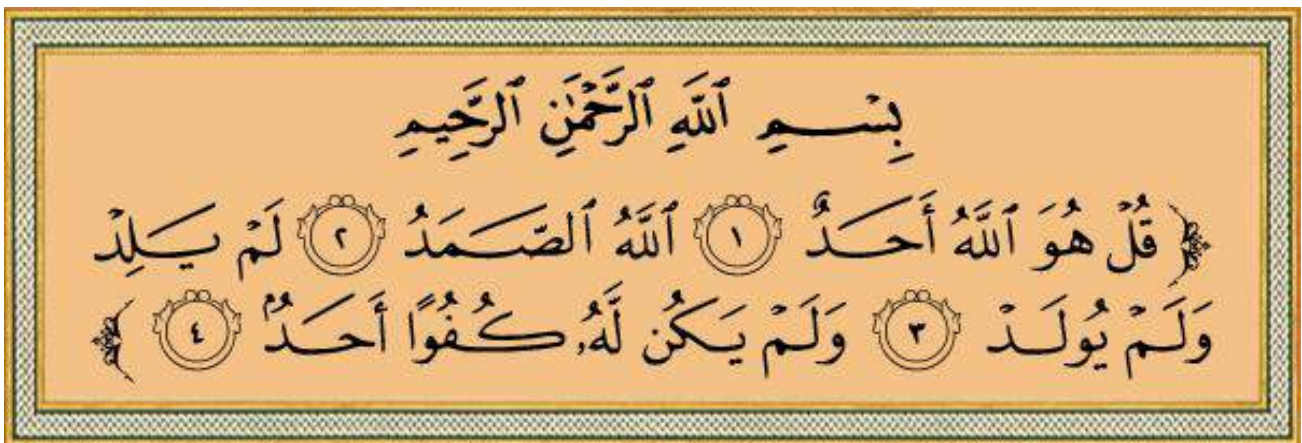 بِسْمِ ٱللَّهِ ٱلرَّحْمَٰنِ ٱلرَّحِيمِ
﴿ قُلْ هُوَ ٱللَّهُ أَحَدٌ ١ ٱللَّهُ ٱلصَّمَدُ ٢ لَمْ يَلِدْ
وَلَمْ يُولَدْ ٣ وَلَمْ يَكُن لَّهُۥ كُفُوًا أَحَدٌۢ ٤ ﴾